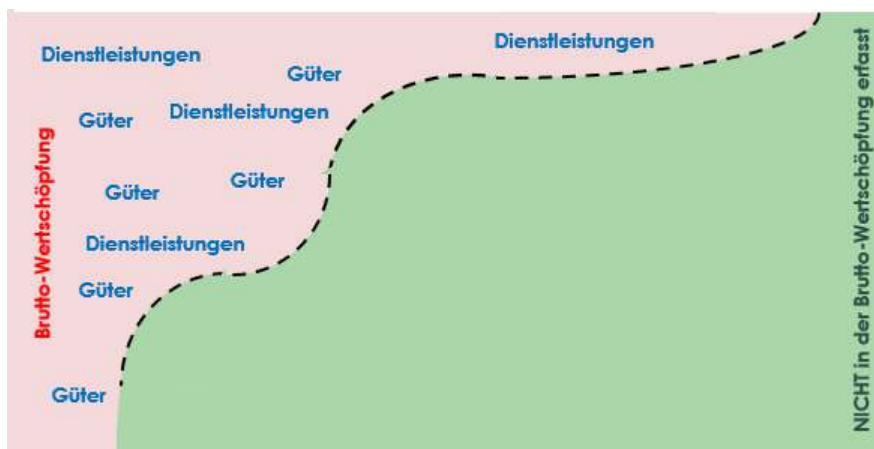 Dienstleistungen
Dienstleistungen
Güter
Güter
Dienstleistungen
Güter
Güter
Dienstleistungen
Güter
Güter
Brutto-Wertschöpfung
NICHT in der Brutto-Wertschöpfung erfasst